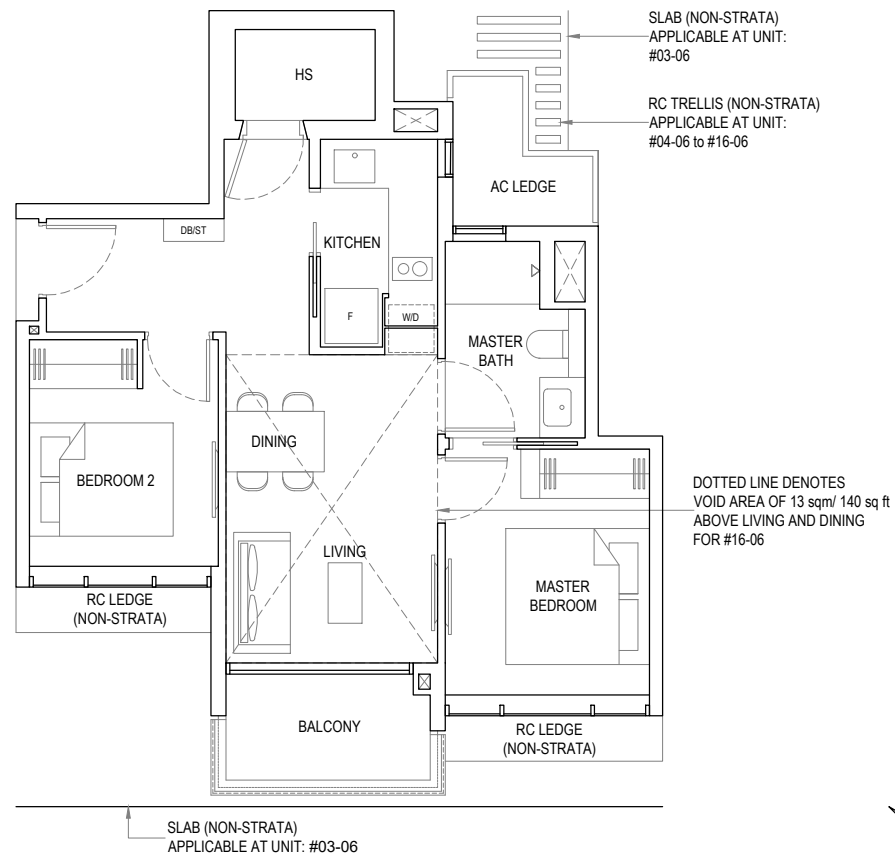 SLAB (NON-STRATA)
APPLICABLE AT UNIT:
#03-06
HS
RC TRELLIS (NON-STRATA)
APPLICABLE AT UNIT:
#04-06 to #16-06
AC LEDGE
DB/ST
KITCHEN
F
W/D
MASTER
BATH
DINING
BEDROOM 2
DOTTED LINE DENOTES
VOID AREA OF 13 sqm/ 140 sq ft
ABOVE LIVING AND DINING
FOR #16-06
LIVING
MASTER
BEDROOM
RC LEDGE
(NON-STRATA)
BALCONY
RC LEDGE
(NON-STRATA)
SLAB (NON-STRATA)
APPLICABLE AT UNIT: #03-06